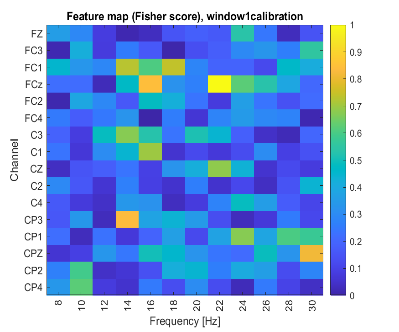 Feature map (Fisher score), window1calibration
Channel
FZ
FC3
FC1
FCz
FC2
FC4
C3
C1
CZ
C2
C4
CP3
CP1
CPZ
CP2
CP4
8 10 12 14 16 18 20 22 24 26 28 30
Frequency [Hz]
1
0.9
0.8
0.7
0.6
0.5
0.4
0.3
0.2
0.1
0